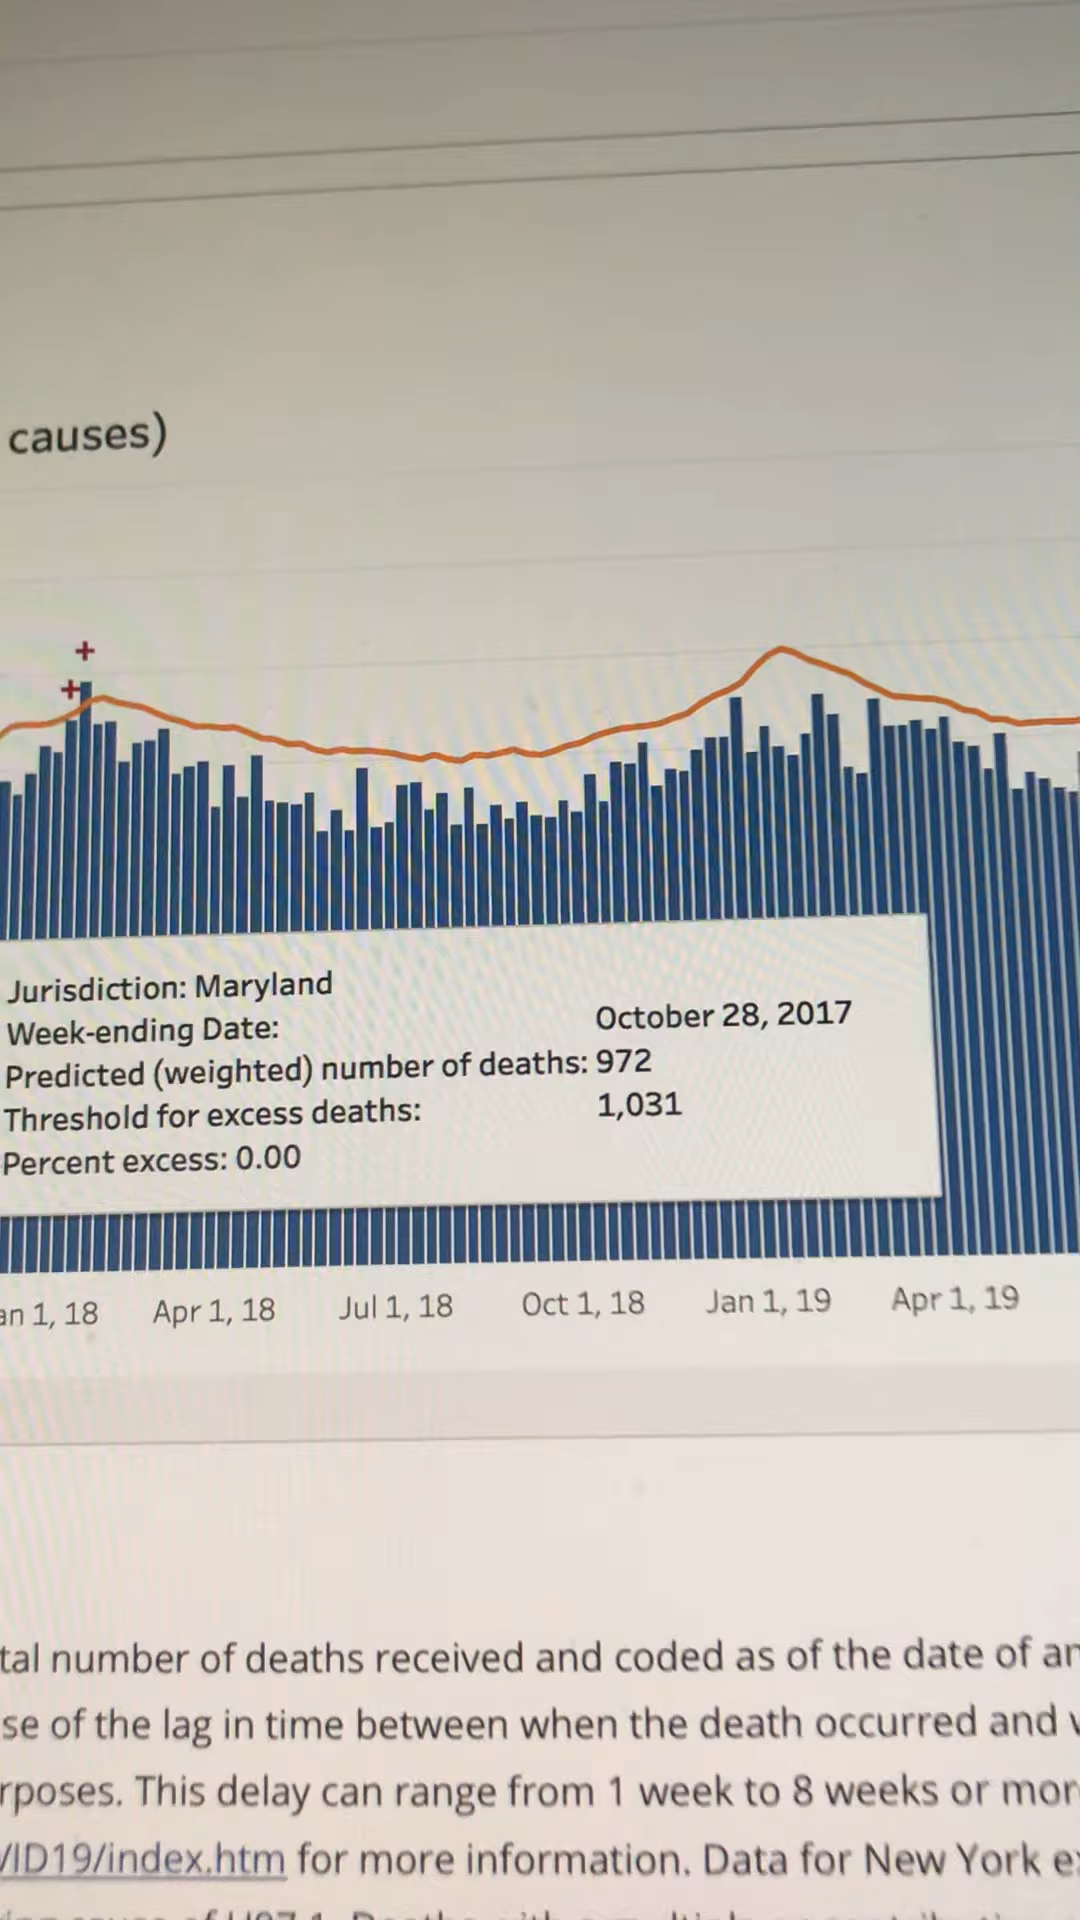 causes)
Jurisdiction: Maryland
Week-ending Date: October 28, 2017
Predicted (weighted) number of deaths: 972
Threshold for excess deaths: 1,031
Percent excess: 0.00
an 1, 18 Apr 1, 18 Jul 1, 18 Oct 1, 18 Jan 1, 19 Apr 1, 19
tal number of deaths received and coded as of the date of an
se of the lag in time between when the death occurred and
rposes. This delay can range from 1 week to 8 weeks or mor
VID19/index.htm for more information. Data for New York e